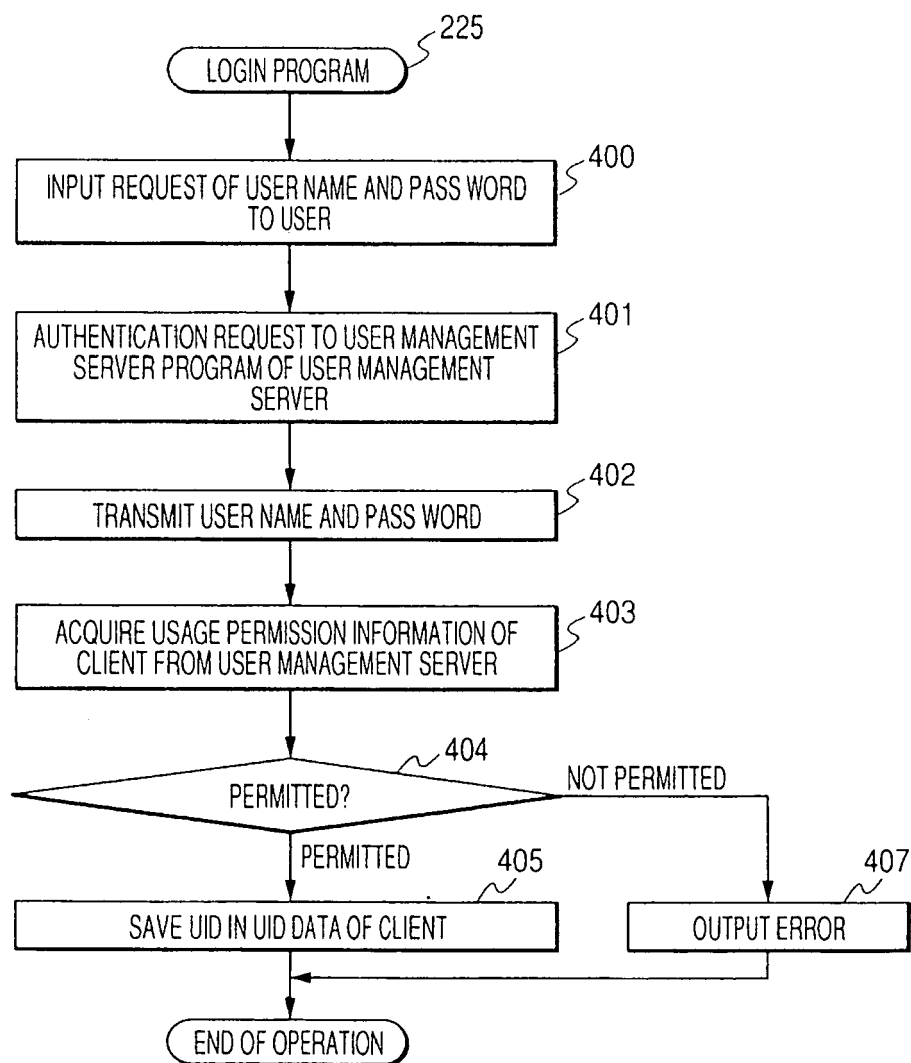 225
LOGIN PROGRAM
400
INPUT REQUEST OF USER NAME AND PASS WORD
TO USER
401
AUTHENTICATION REQUEST TO USER MANAGEMENT
SERVER PROGRAM OF USER MANAGEMENT
SERVER
402
TRANSMIT USER NAME AND PASS WORD
403
ACQUIRE USAGE PERMISSION INFORMATION OF
CLIENT FROM USER MANAGEMENT SERVER
404
PERMITTED?
NOT PERMITTED
PERMITTED
405
SAVE UID IN UID DATA OF CLIENT
407
OUTPUT ERROR
END OF OPERATION